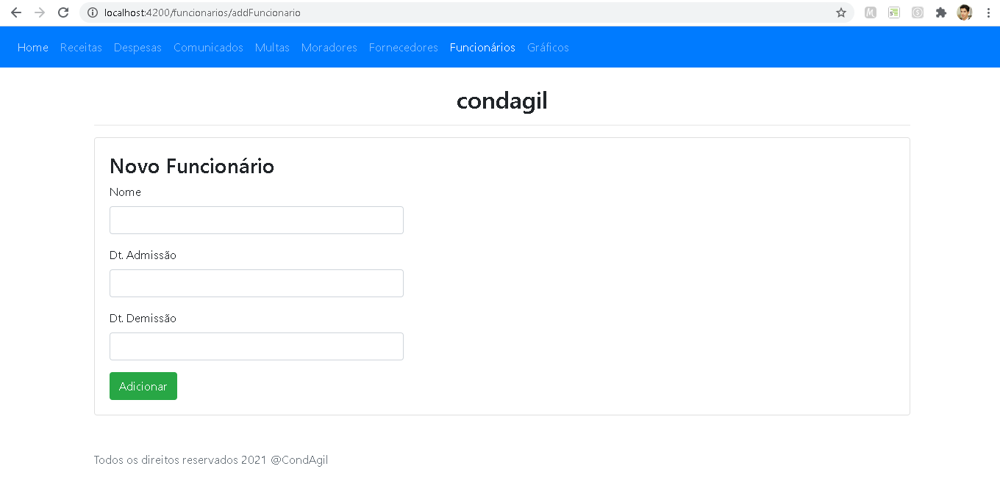 localhost:4200/funcionarios/addFuncionario
Home Receitas Despesas Comunicados Multas Moradores Fornecedores Funcionários Gráficos
condagil
Novo Funcionário
Nome
Dt. Admissão
Dt. Demissão
Adicionar
Todos os direitos reservados 2021 @CondAgil